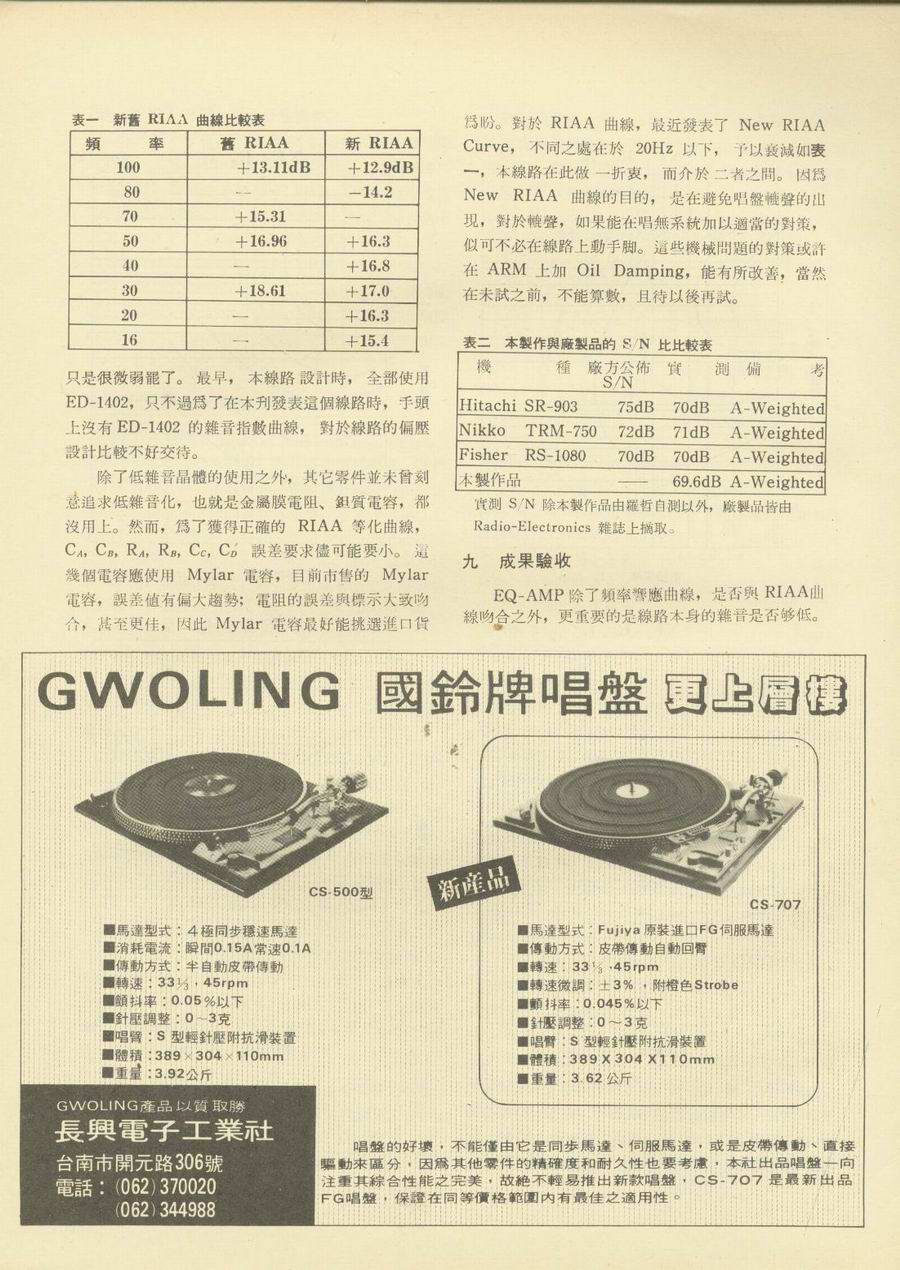 表一　新舊 RIAA 曲線比較表
頻　率　舊 RIAA　新 RIAA
100　+13.11dB　+12.9dB
80　—　−14.2
70　+15.31　—
50　+16.96　+16.3
40　—　+16.8
30　+18.61　+17.0
20　—　+16.3
16　—　+15.4
只是很微弱罷了。最早，本線路設計時，全部使用
ED-1402，只不過爲了在本刋發表這個線路時，手頭
上沒有 ED-1402 的雜音指數曲線，對於線路的偏壓
設計比較不好交待。
除了低雜音晶體的使用之外，其它零件並未曾刻
意追求低雜音化，也就是金屬膜電阻、鉭質電容，都
沒用上。然而，爲了獲得正確的 RIAA 等化曲線，
CA, CB, RA, RB, CC, CD 誤差要求儘可能要小。這
幾個電容應使用 Mylar 電容，目前市售的 Mylar
電容，誤差値有偏大趨勢；電阻的誤差與標示大致吻
合，甚至更佳，因此 Mylar 電容最好能挑選進口貨
爲盼。對於 RIAA 曲線，最近發表了 New RIAA
Curve，不同之處在於 20Hz 以下，予以衰減如表
一，本線路在此做一折衷，而介於二者之間。因爲
New RIAA 曲線的目的，是在避免唱盤轆聲的出
現，對於轆聲，如果能在唱無系統加以適當的對策，
似可不必在線路上動手脚。這些機械問題的對策或許
在 ARM 上加 Oil Damping，能有所改善，當然
在未試之前，不能算數，且待以後再試。
表二　本製作與廠製品的 S/N 比比較表
機　種　廠方公佈 S/N　實　測　備　考
Hitachi SR-903　75dB　70dB　A-Weighted
Nikko TRM-750　72dB　71dB　A-Weighted
Fisher RS-1080　70dB　70dB　A-Weighted
本製作品　——　69.6dB　A-Weighted
實測 S/N 除本製作品由羅哲自測以外，廠製品皆由
Radio-Electronics 雜誌上摘取。
九　成果驗收
EQ-AMP 除了頻率響應曲線，是否與 RIAA 曲
線吻合之外，更重要的是線路本身的雜音是否够低。
GWOLING 國鈴牌唱盤 更上層樓
CS-500型
■馬達型式：4極同步穩速馬達
■消耗電流：瞬間0.15A常速0.1A
■傳動方式：半自動皮帶傳動
■轉速：33⅓，45rpm
■顫抖率：0.05%以下
■針壓調整：0～3克
■唱臂：S 型輕針壓附抗滑裝置
■體積：389×304×110mm
■重量：3.92公斤
新産品
CS-707
■馬達型式：Fujiya 原裝進口FG伺服馬達
■傳動方式：皮帶傳動自動回臂
■轉速：33⅓，45rpm
■轉速微調：±3%，附橙色Strobe
■顫抖率：0.045%以下
■針壓調整：0～3克
■唱臂：S 型輕針壓附抗滑裝置
■體積：389 X 304 X 110mm
■重量：3.62 公斤
GWOLING產品以質取勝
長興電子工業社
台南市開元路306號
電話：(062) 370020
(062) 344988
唱盤的好壞，不能僅由它是同步馬達、伺服馬達，或是皮帶傳動、直接
驅動來區分，因爲其他零件的精確度和耐久性也要考慮，本社出品唱盤一向
注重其綜合性能之完美，故絶不輕易推出新款唱盤，CS-707 是最新出品
FG唱盤，保證在同等價格範圍內有最佳之適用性。